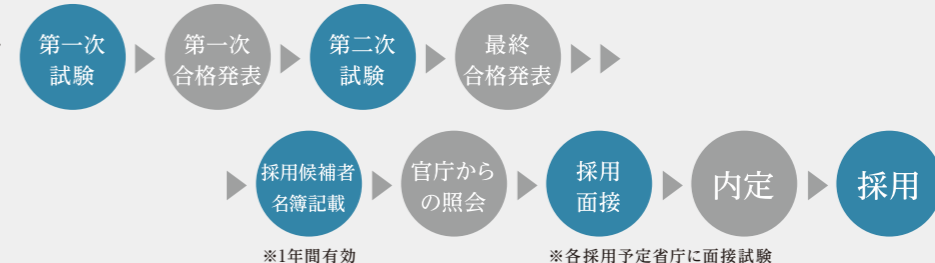 第一次
試験
第一次
合格発表
第二次
試験
最終
合格発表
採用候補者
名簿記載
官庁から
の照会
採用
面接
内定
採用
※1年間有効
※各採用予定省庁に面接試験